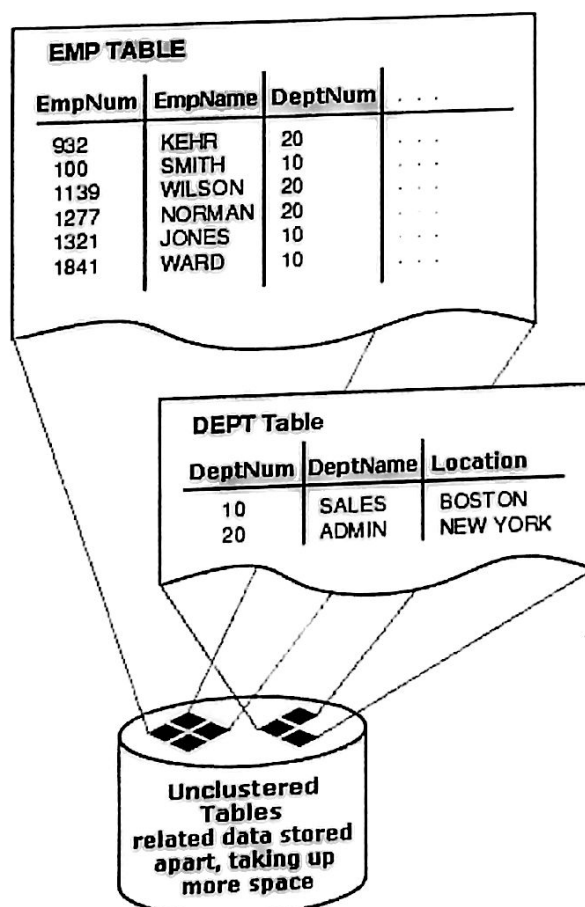 EMP TABLE
EmpNum EmpName DeptNum . . .
932 KEHR 20 . . .
100 SMITH 10 . . .
1139 WILSON 20 . . .
1277 NORMAN 20 . . .
1321 JONES 10 . . .
1841 WARD 10 . . .
DEPT Table
DeptNum DeptName Location
10 SALES BOSTON
20 ADMIN NEW YORK
Unclustered
Tables
related data stored
apart, taking up
more space